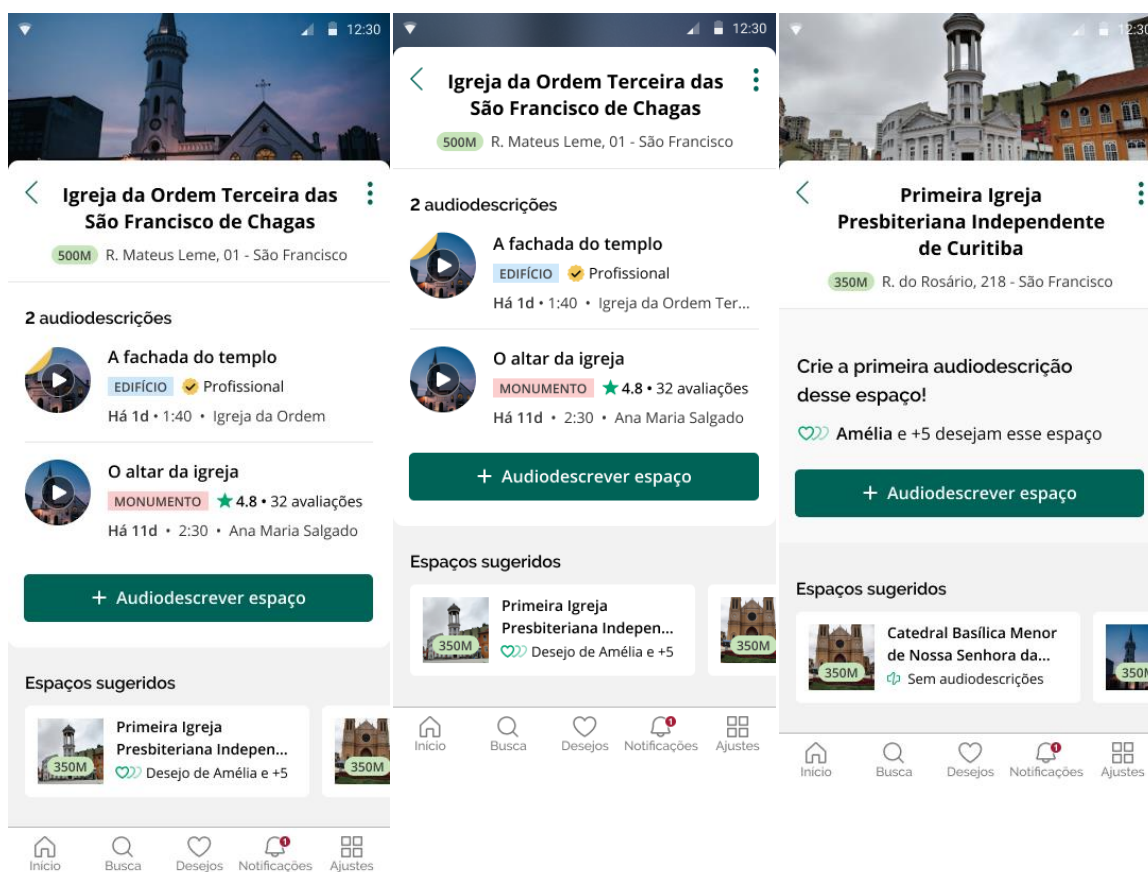 12:30
Igreja da Ordem Terceira das
São Francisco de Chagas
500M R. Mateus Leme, 01 - São Francisco
2 audiodescrições
A fachada do templo
EDIFÍCIO Profissional
Há 1d • 1:40 • Igreja da Ordem
O altar da igreja
MONUMENTO 4.8 • 32 avaliações
Há 11d • 2:30 • Ana Maria Salgado
+ Audiodescrever espaço
Espaços sugeridos
Primeira Igreja
Presbiteriana Indepen...
350M Desejo de Amélia e +5
350M
Início Busca Desejos Notificações 1 Ajustes
12:30
Igreja da Ordem Terceira das
São Francisco de Chagas
500M R. Mateus Leme, 01 - São Francisco
2 audiodescrições
A fachada do templo
EDIFÍCIO Profissional
Há 1d • 1:40 • Igreja da Ordem Ter...
O altar da igreja
MONUMENTO 4.8 • 32 avaliações
Há 11d • 2:30 • Ana Maria Salgado
+ Audiodescrever espaço
Espaços sugeridos
Primeira Igreja
Presbiteriana Indepen...
350M Desejo de Amélia e +5
350M
Início Busca Desejos Notificações 1 Ajustes
12:30
Primeira Igreja
Presbiteriana Independente
de Curitiba
350M R. do Rosário, 218 - São Francisco
Crie a primeira audiodescrição
desse espaço!
Amélia e +5 desejam esse espaço
+ Audiodescrever espaço
Espaços sugeridos
Catedral Basílica Menor
de Nossa Senhora da...
350M Sem audiodescrições
350M
Início Busca Desejos Notificações 1 Ajustes